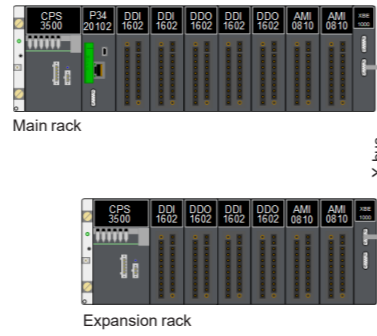 CPS P34 DDI DDI DDO DDO AMI AMI XBE
3500 20102 1602 1602 1602 1602 0810 0810 1000
Main rack
X bus
CPS DDI DDO DDI DDO AMI AMI XBE
3500 1602 1602 1602 1602 0810 0810 1000
Expansion rack